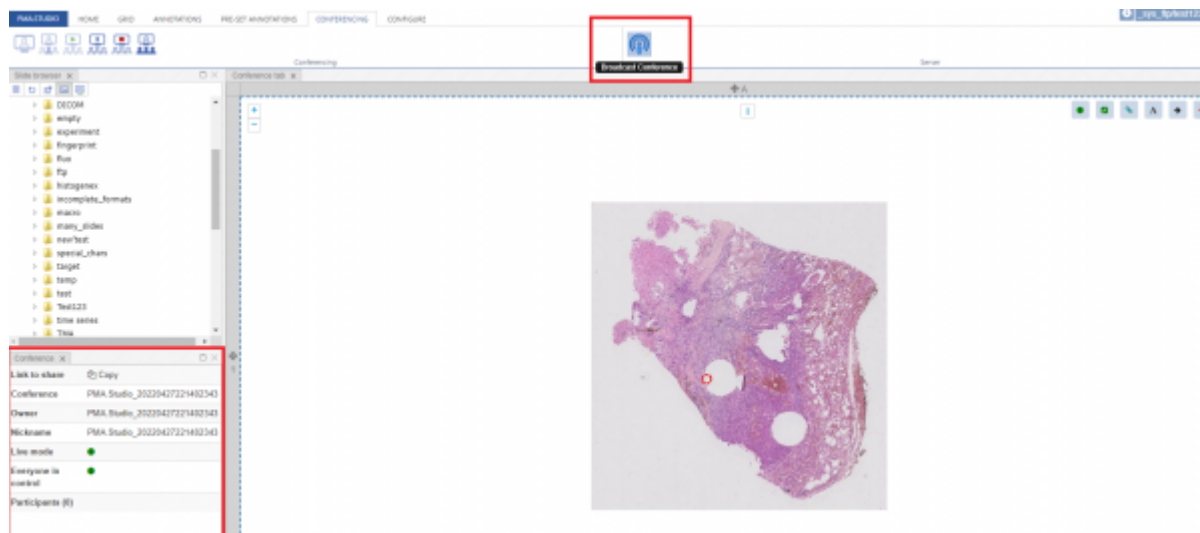 PMA.STUDIO HOME GRID ANNOTATIONS PRE-SET ANNOTATIONS CONFERENCING CONFIGURE
Broadcast Conference
Conferencing
Server
Slide browser x
Conference tab x
A
DICOM
empty
experiment
fingerprint
flux
ftp
histogenex
incomplete_formats
macro
many_slides
newTest
special_chars
target
temp
test
Test123
time series
TMA
Conference x
Link to share Copy
Conference PMA.Studio_20220427221402343
Owner PMA.Studio_20220427221402343
Nickname PMA.Studio_20220427221402343
Live mode
Everyone in control
Participants (0)